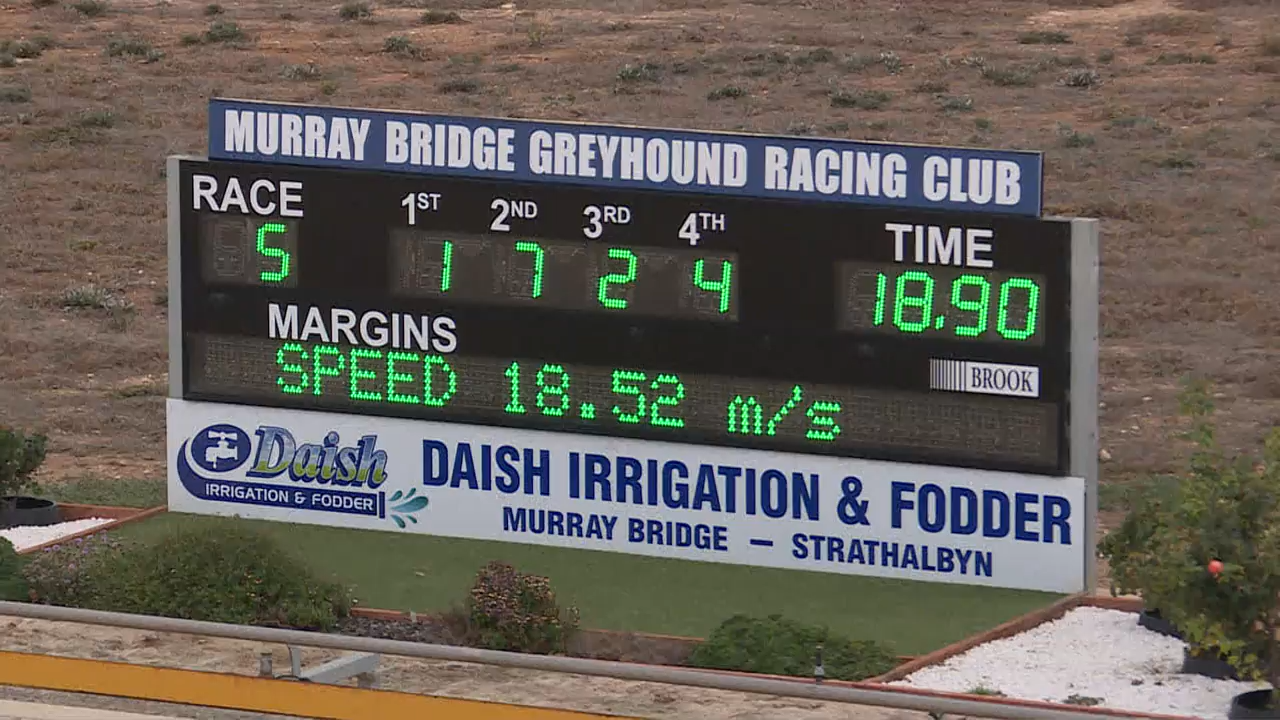 MURRAY BRIDGE GREYHOUND RACING CLUB
RACE 1ST 2ND 3RD 4TH TIME
5 1 7 2 4 18.90
MARGINS
SPEED 18.52 m/s
BROOK
Daish
IRRIGATION & FODDER
DAISH IRRIGATION & FODDER
MURRAY BRIDGE – STRATHALBYN